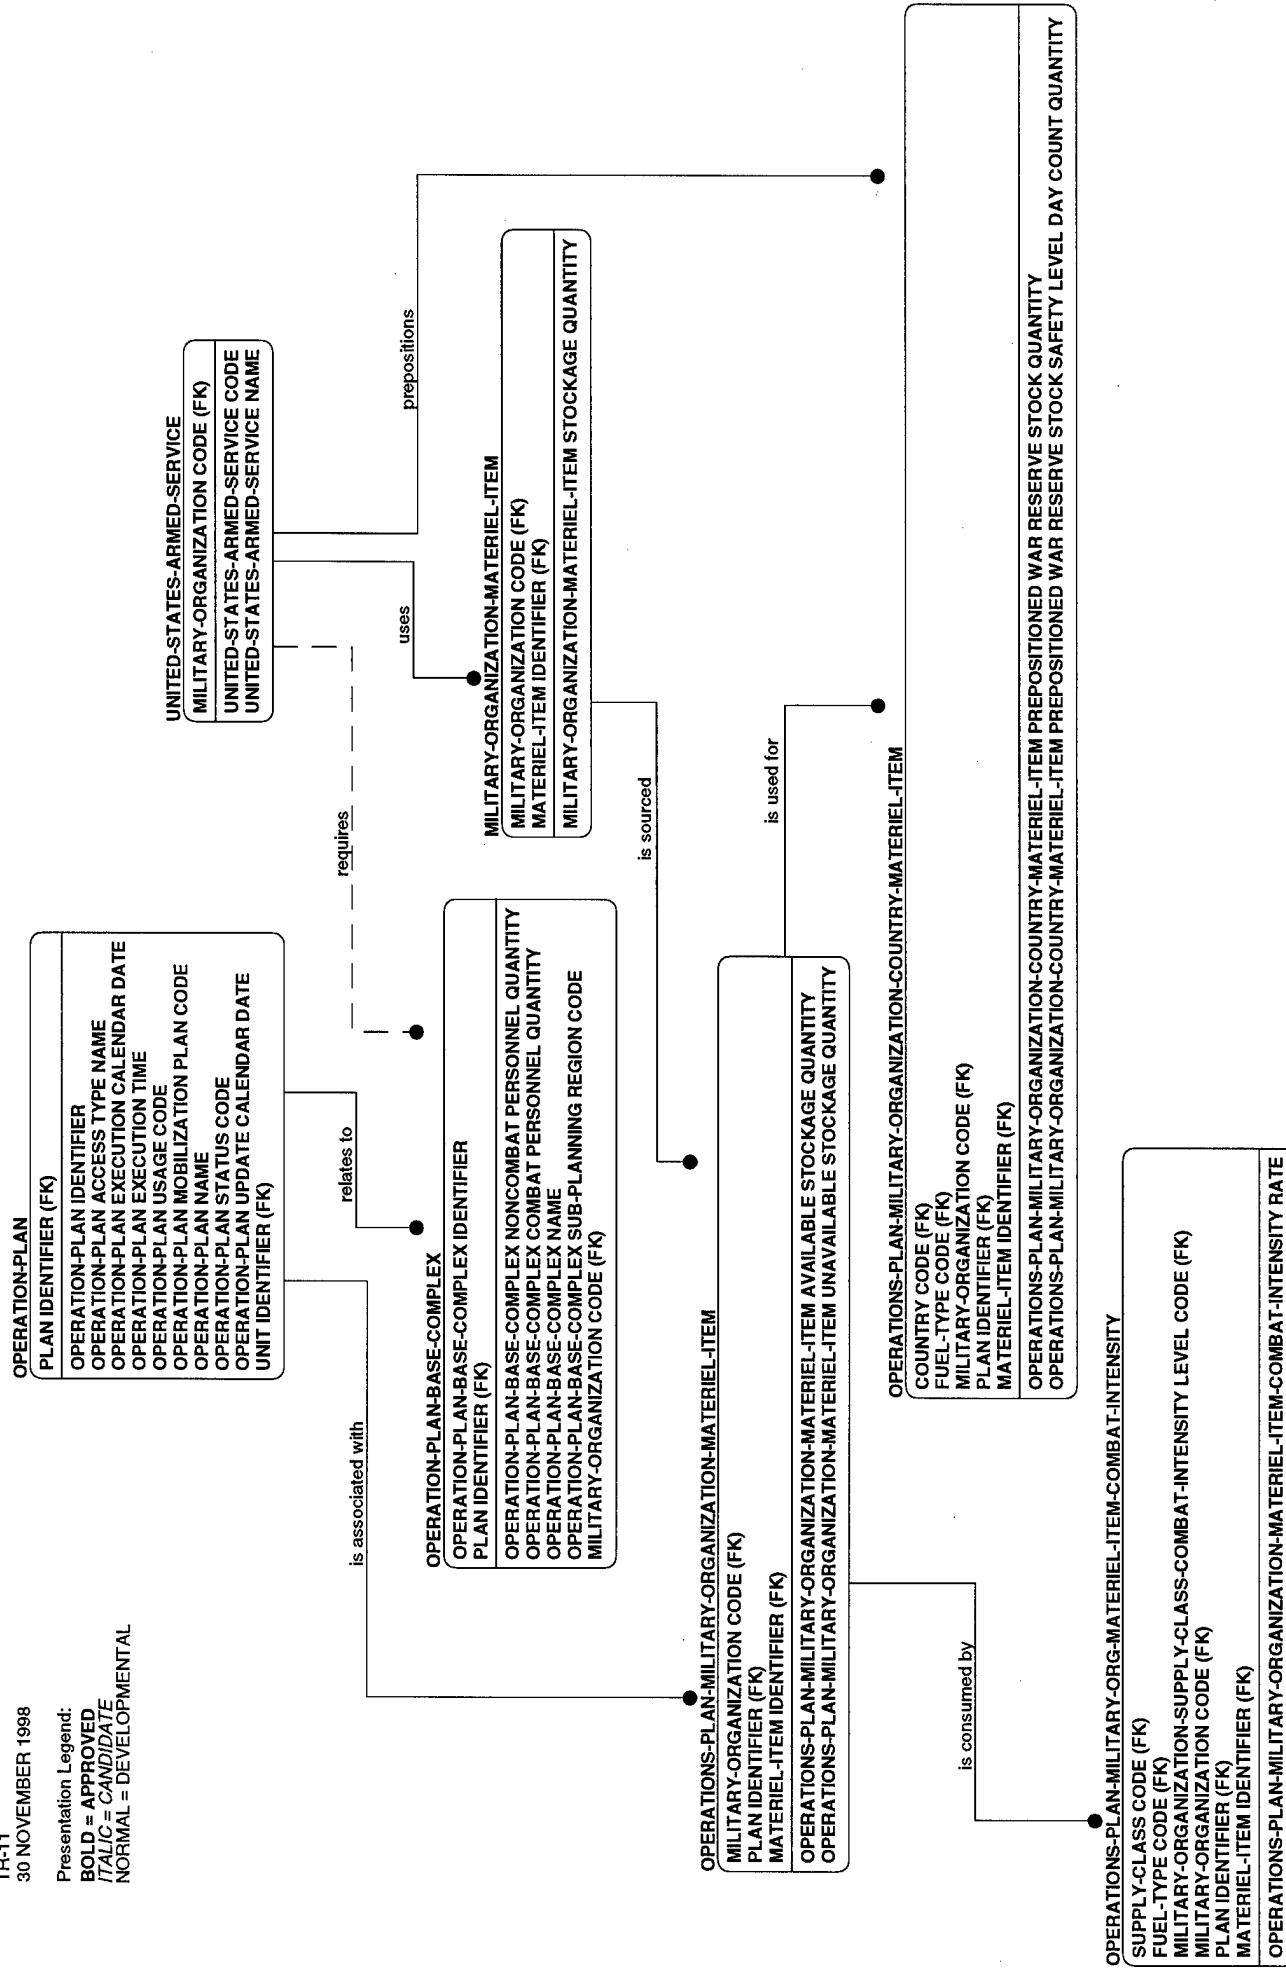 TR-11
30 NOVEMBER 1998
Presentation Legend:
BOLD = APPROVED
ITALIC = CANDIDATE
NORMAL = DEVELOPMENTAL
OPERATION-PLAN
PLAN IDENTIFIER (FK)
OPERATION-PLAN IDENTIFIER
OPERATION-PLAN ACCESS TYPE NAME
OPERATION-PLAN EXECUTION CALENDAR DATE
OPERATION-PLAN EXECUTION TIME
OPERATION-PLAN USAGE CODE
OPERATION-PLAN MOBILIZATION PLAN CODE
OPERATION-PLAN NAME
OPERATION-PLAN STATUS CODE
OPERATION-PLAN UPDATE CALENDAR DATE
UNIT IDENTIFIER (FK)
UNITED-STATES-ARMED-SERVICE
MILITARY-ORGANIZATION CODE (FK)
UNITED-STATES-ARMED-SERVICE CODE
UNITED-STATES-ARMED-SERVICE NAME
is associated with
relates to
requires
uses
prepositions
OPERATION-PLAN-BASE-COMPLEX
OPERATION-PLAN-BASE-COMPLEX IDENTIFIER
PLAN IDENTIFIER (FK)
OPERATION-PLAN-BASE-COMPLEX NONCOMBAT PERSONNEL QUANTITY
OPERATION-PLAN-BASE-COMPLEX COMBAT PERSONNEL QUANTITY
OPERATION-PLAN-BASE-COMPLEX NAME
OPERATION-PLAN-BASE-COMPLEX SUB-PLANNING REGION CODE
MILITARY-ORGANIZATION CODE (FK)
MILITARY-ORGANIZATION-MATERIEL-ITEM
MILITARY-ORGANIZATION CODE (FK)
MATERIEL-ITEM IDENTIFIER (FK)
MILITARY-ORGANIZATION-MATERIEL-ITEM STOCKAGE QUANTITY
is sourced
OPERATIONS-PLAN-MILITARY-ORGANIZATION-MATERIEL-ITEM
MILITARY-ORGANIZATION CODE (FK)
PLAN IDENTIFIER (FK)
MATERIEL-ITEM IDENTIFIER (FK)
OPERATIONS-PLAN-MILITARY-ORGANIZATION-MATERIEL-ITEM AVAILABLE STOCKAGE QUANTITY
OPERATIONS-PLAN-MILITARY-ORGANIZATION-MATERIEL-ITEM UNAVAILABLE STOCKAGE QUANTITY
is used for
OPERATIONS-PLAN-MILITARY-ORGANIZATION-COUNTRY-MATERIEL-ITEM
COUNTRY CODE (FK)
FUEL-TYPE CODE (FK)
MILITARY-ORGANIZATION CODE (FK)
PLAN IDENTIFIER (FK)
MATERIEL-ITEM IDENTIFIER (FK)
OPERATIONS-PLAN-MILITARY-ORGANIZATION-COUNTRY-MATERIEL-ITEM PREPOSITIONED WAR RESERVE STOCK QUANTITY
OPERATIONS-PLAN-MILITARY-ORGANIZATION-COUNTRY-MATERIEL-ITEM PREPOSITIONED WAR RESERVE STOCK SAFETY LEVEL DAY COUNT QUANTITY
is consumed by
OPERATIONS-PLAN-MILITARY-ORG-MATERIEL-ITEM-COMBAT-INTENSITY
SUPPLY-CLASS CODE (FK)
FUEL-TYPE CODE (FK)
MILITARY-ORGANIZATION-SUPPLY-CLASS-COMBAT-INTENSITY LEVEL CODE (FK)
MILITARY-ORGANIZATION CODE (FK)
PLAN IDENTIFIER (FK)
MATERIEL-ITEM IDENTIFIER (FK)
OPERATIONS-PLAN-MILITARY-ORGANIZATION-MATERIEL-ITEM-COMBAT-INTENSITY RATE